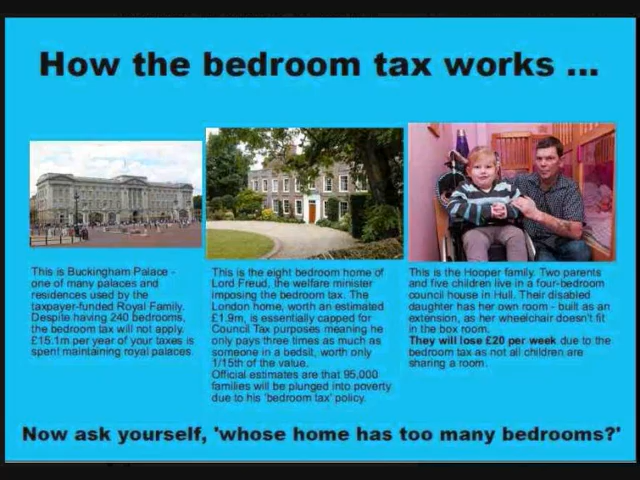 How the bedroom tax works ...
This is Buckingham Palace -
one of many palaces and
residences used by the
taxpayer-funded Royal Family.
Despite having 240 bedrooms,
the bedroom tax will not apply.
£15.1m per year of your taxes is
spent maintaining royal palaces.
This is the eight bedroom home of
Lord Freud, the welfare minister
imposing the bedroom tax. The
London home, worth an estimated
£1.9m, is essentially capped for
Council Tax purposes meaning he
only pays three times as much as
someone in a bedsit, worth only
1/15th of the value.
Official estimates are that 95,000
families will be plunged into poverty
due to his 'bedroom tax' policy.
This is the Hooper family. Two parents
and five children live in a four-bedroom
council house in Hull. Their disabled
daughter has her own room - built as an
extension, as her wheelchair doesn't fit
in the box room.
They will lose £20 per week due to the
bedroom tax as not all children are
sharing a room.
Now ask yourself, 'whose home has too many bedrooms?'